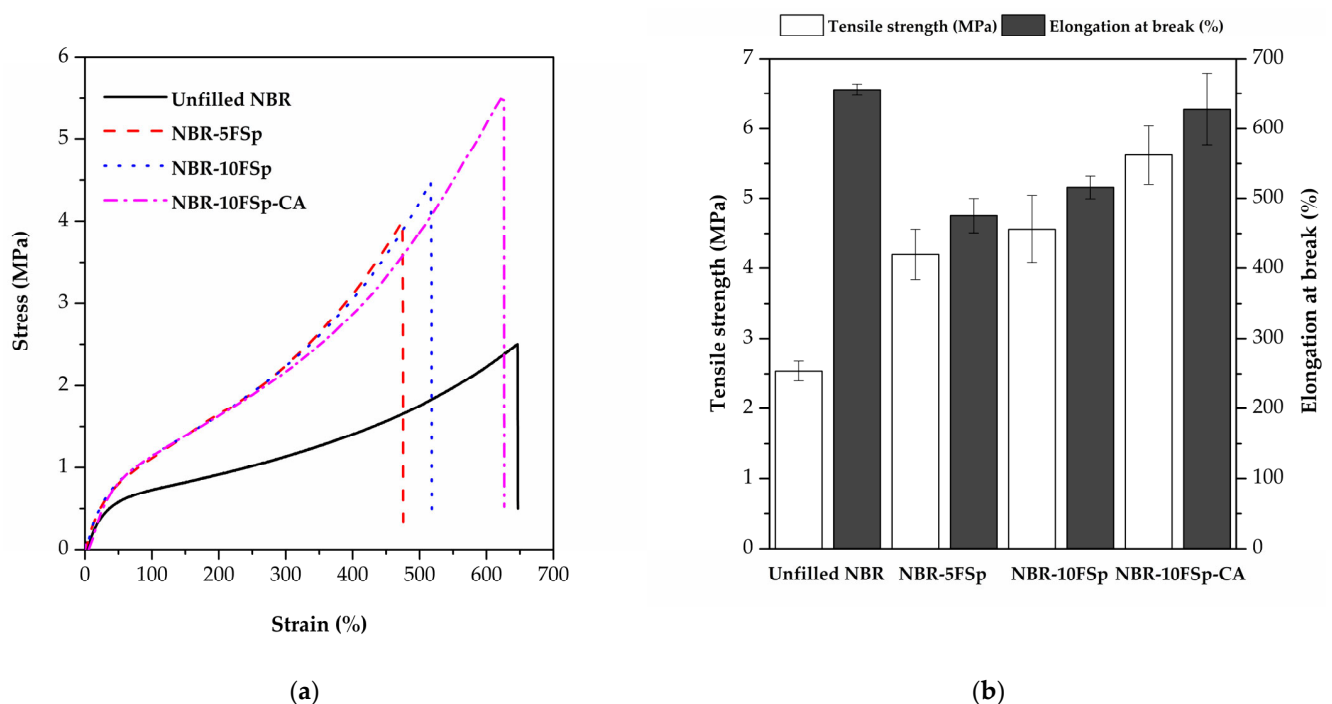 6
5
4
3
2
1
0
Stress (MPa)
Unfilled NBR
NBR-5FSp
NBR-10FSp
NBR-10FSp-CA
0 100 200 300 400 500 600 700
Strain (%)
(a)
Tensile strength (MPa) Elongation at break (%)
7
6
5
4
3
2
1
0
Tensile strength (MPa)
700
600
500
400
300
200
100
0
Elongation at break (%)
Unfilled NBR NBR-5FSp NBR-10FSp NBR-10FSp-CA
(b)